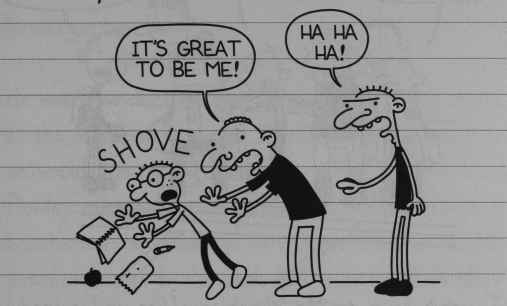 IT'S GREAT
TO BE ME!
HA HA
HA!
SHOVE